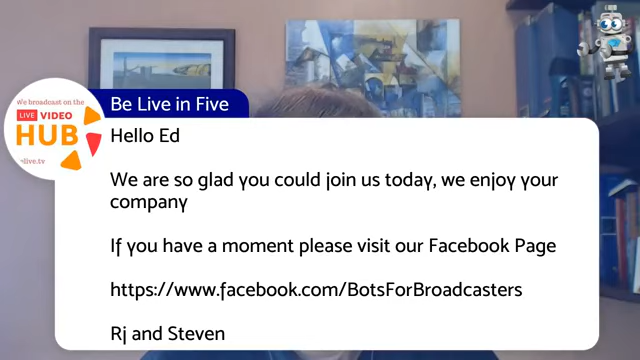 We broadcast on the
LIVE VIDEO
HUB
-live.tv
Be Live in Five
Hello Ed
We are so glad you could join us today, we enjoy your
company
If you have a moment please visit our Facebook Page
https://www.facebook.com/BotsForBroadcasters
Rj and Steven